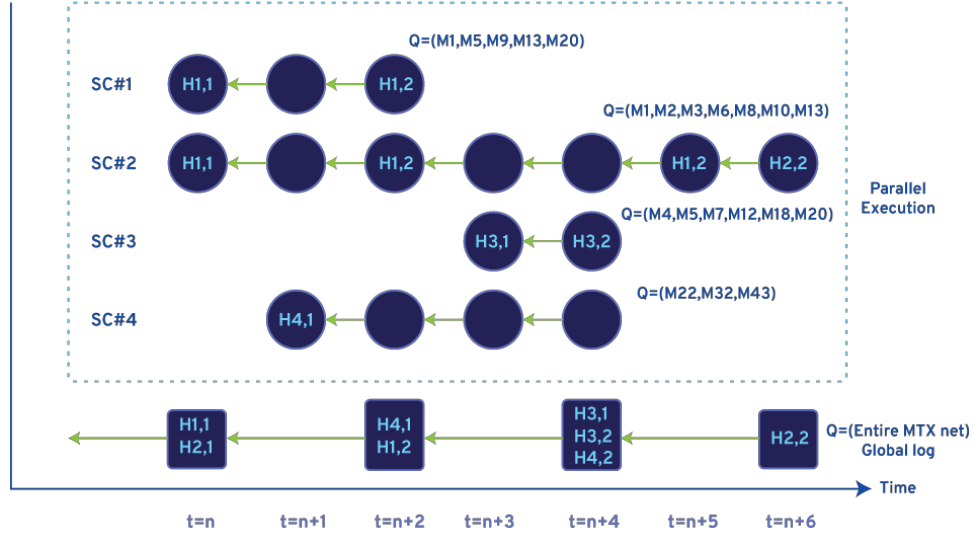 Q=(M1,M5,M9,M13,M20)
SC#1
H1,1
H1,2
Q=(M1,M2,M3,M6,M8,M10,M13)
SC#2
H1,1
H1,2
H1,2
H2,2
Parallel
Execution
Q=(M4,M5,M7,M12,M18,M20)
SC#3
H3,1
H3,2
Q=(M22,M32,M43)
SC#4
H4,1
H1,1
H2,1
H4,1
H1,2
H3,1
H3,2
H4,2
H2,2
Q=(Entire MTX net)
Global log
Time
t=n
t=n+1
t=n+2
t=n+3
t=n+4
t=n+5
t=n+6